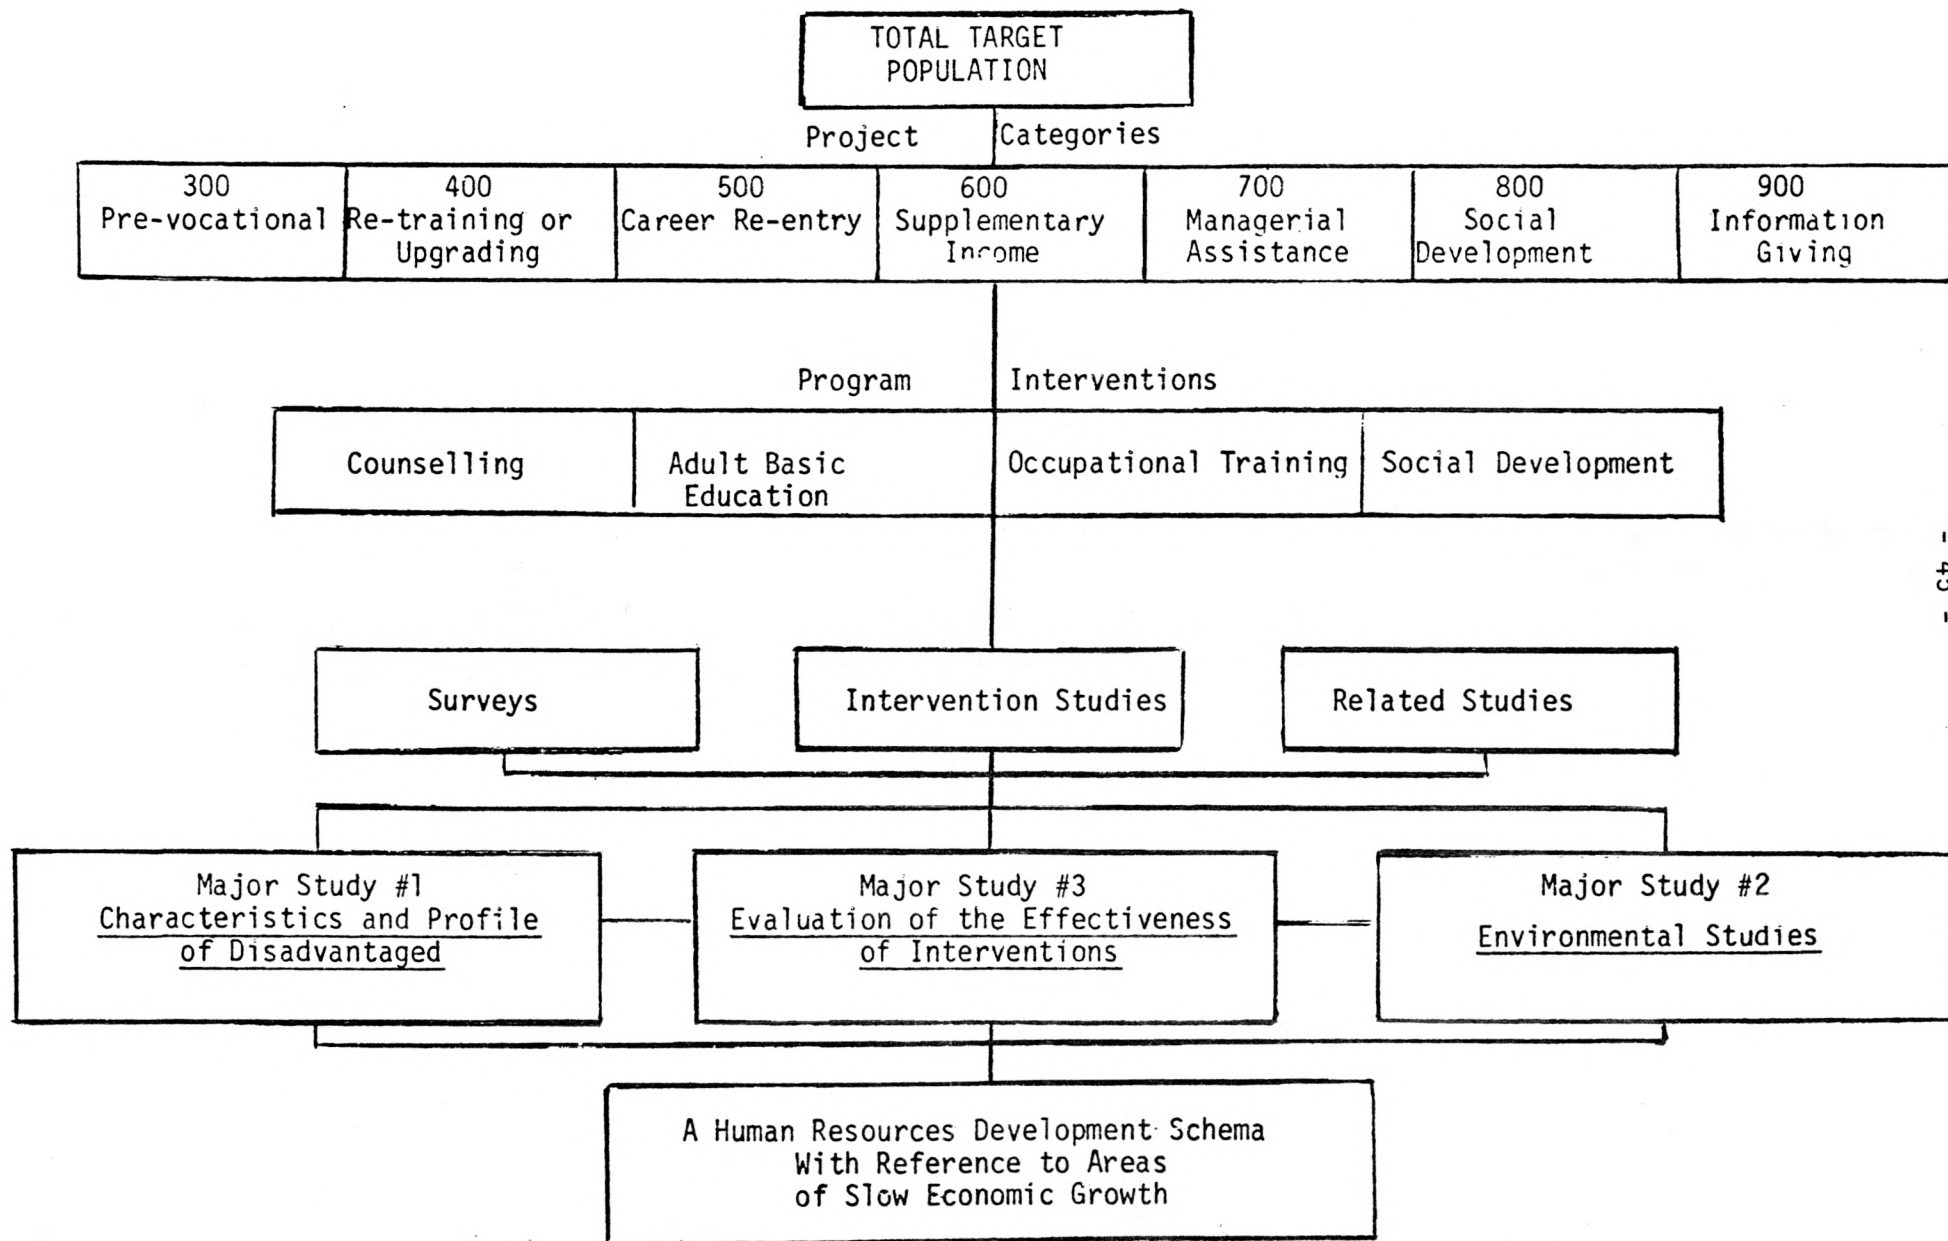 TOTAL TARGET
POPULATION
Project Categories
300
Pre-vocational
400
Re-training or
Upgrading
500
Career Re-entry
600
Supplementary
Income
700
Managerial
Assistance
800
Social
Development
900
Information
Giving
Program Interventions
Counselling
Adult Basic
Education
Occupational Training
Social Development
- 45 -
Surveys
Intervention Studies
Related Studies
Major Study #1
Characteristics and Profile
of Disadvantaged
Major Study #3
Evaluation of the Effectiveness
of Interventions
Major Study #2
Environmental Studies
A Human Resources Development Schema
With Reference to Areas
of Slow Economic Growth